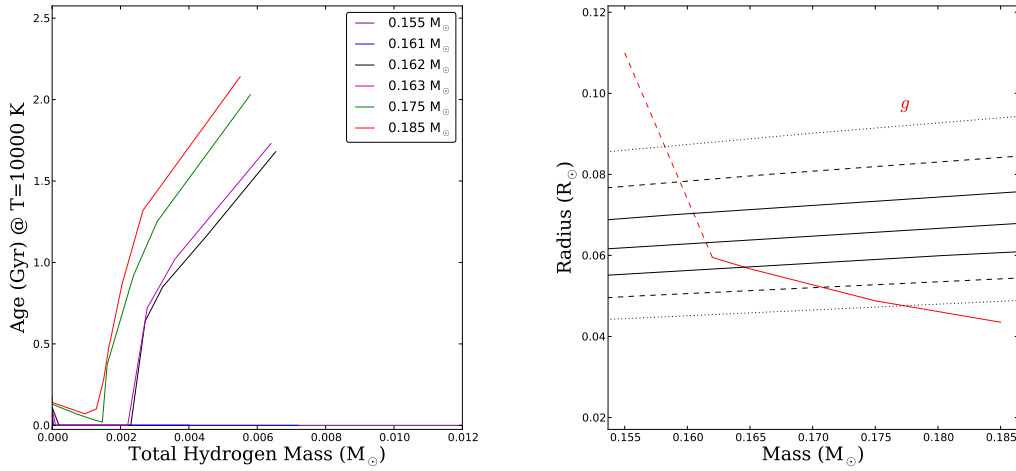 2.5
2.0
1.5
1.0
0.5
0.0
Age (Gyr) @ T=10000 K
0.155 M☉
0.161 M☉
0.162 M☉
0.163 M☉
0.175 M☉
0.185 M☉
0.000 0.002 0.004 0.006 0.008 0.010 0.012
Total Hydrogen Mass (M☉)
0.12
0.10
0.08
0.06
0.04
0.02
Radius (R☉)
g
0.155 0.160 0.165 0.170 0.175 0.180 0.185
Mass (M☉)